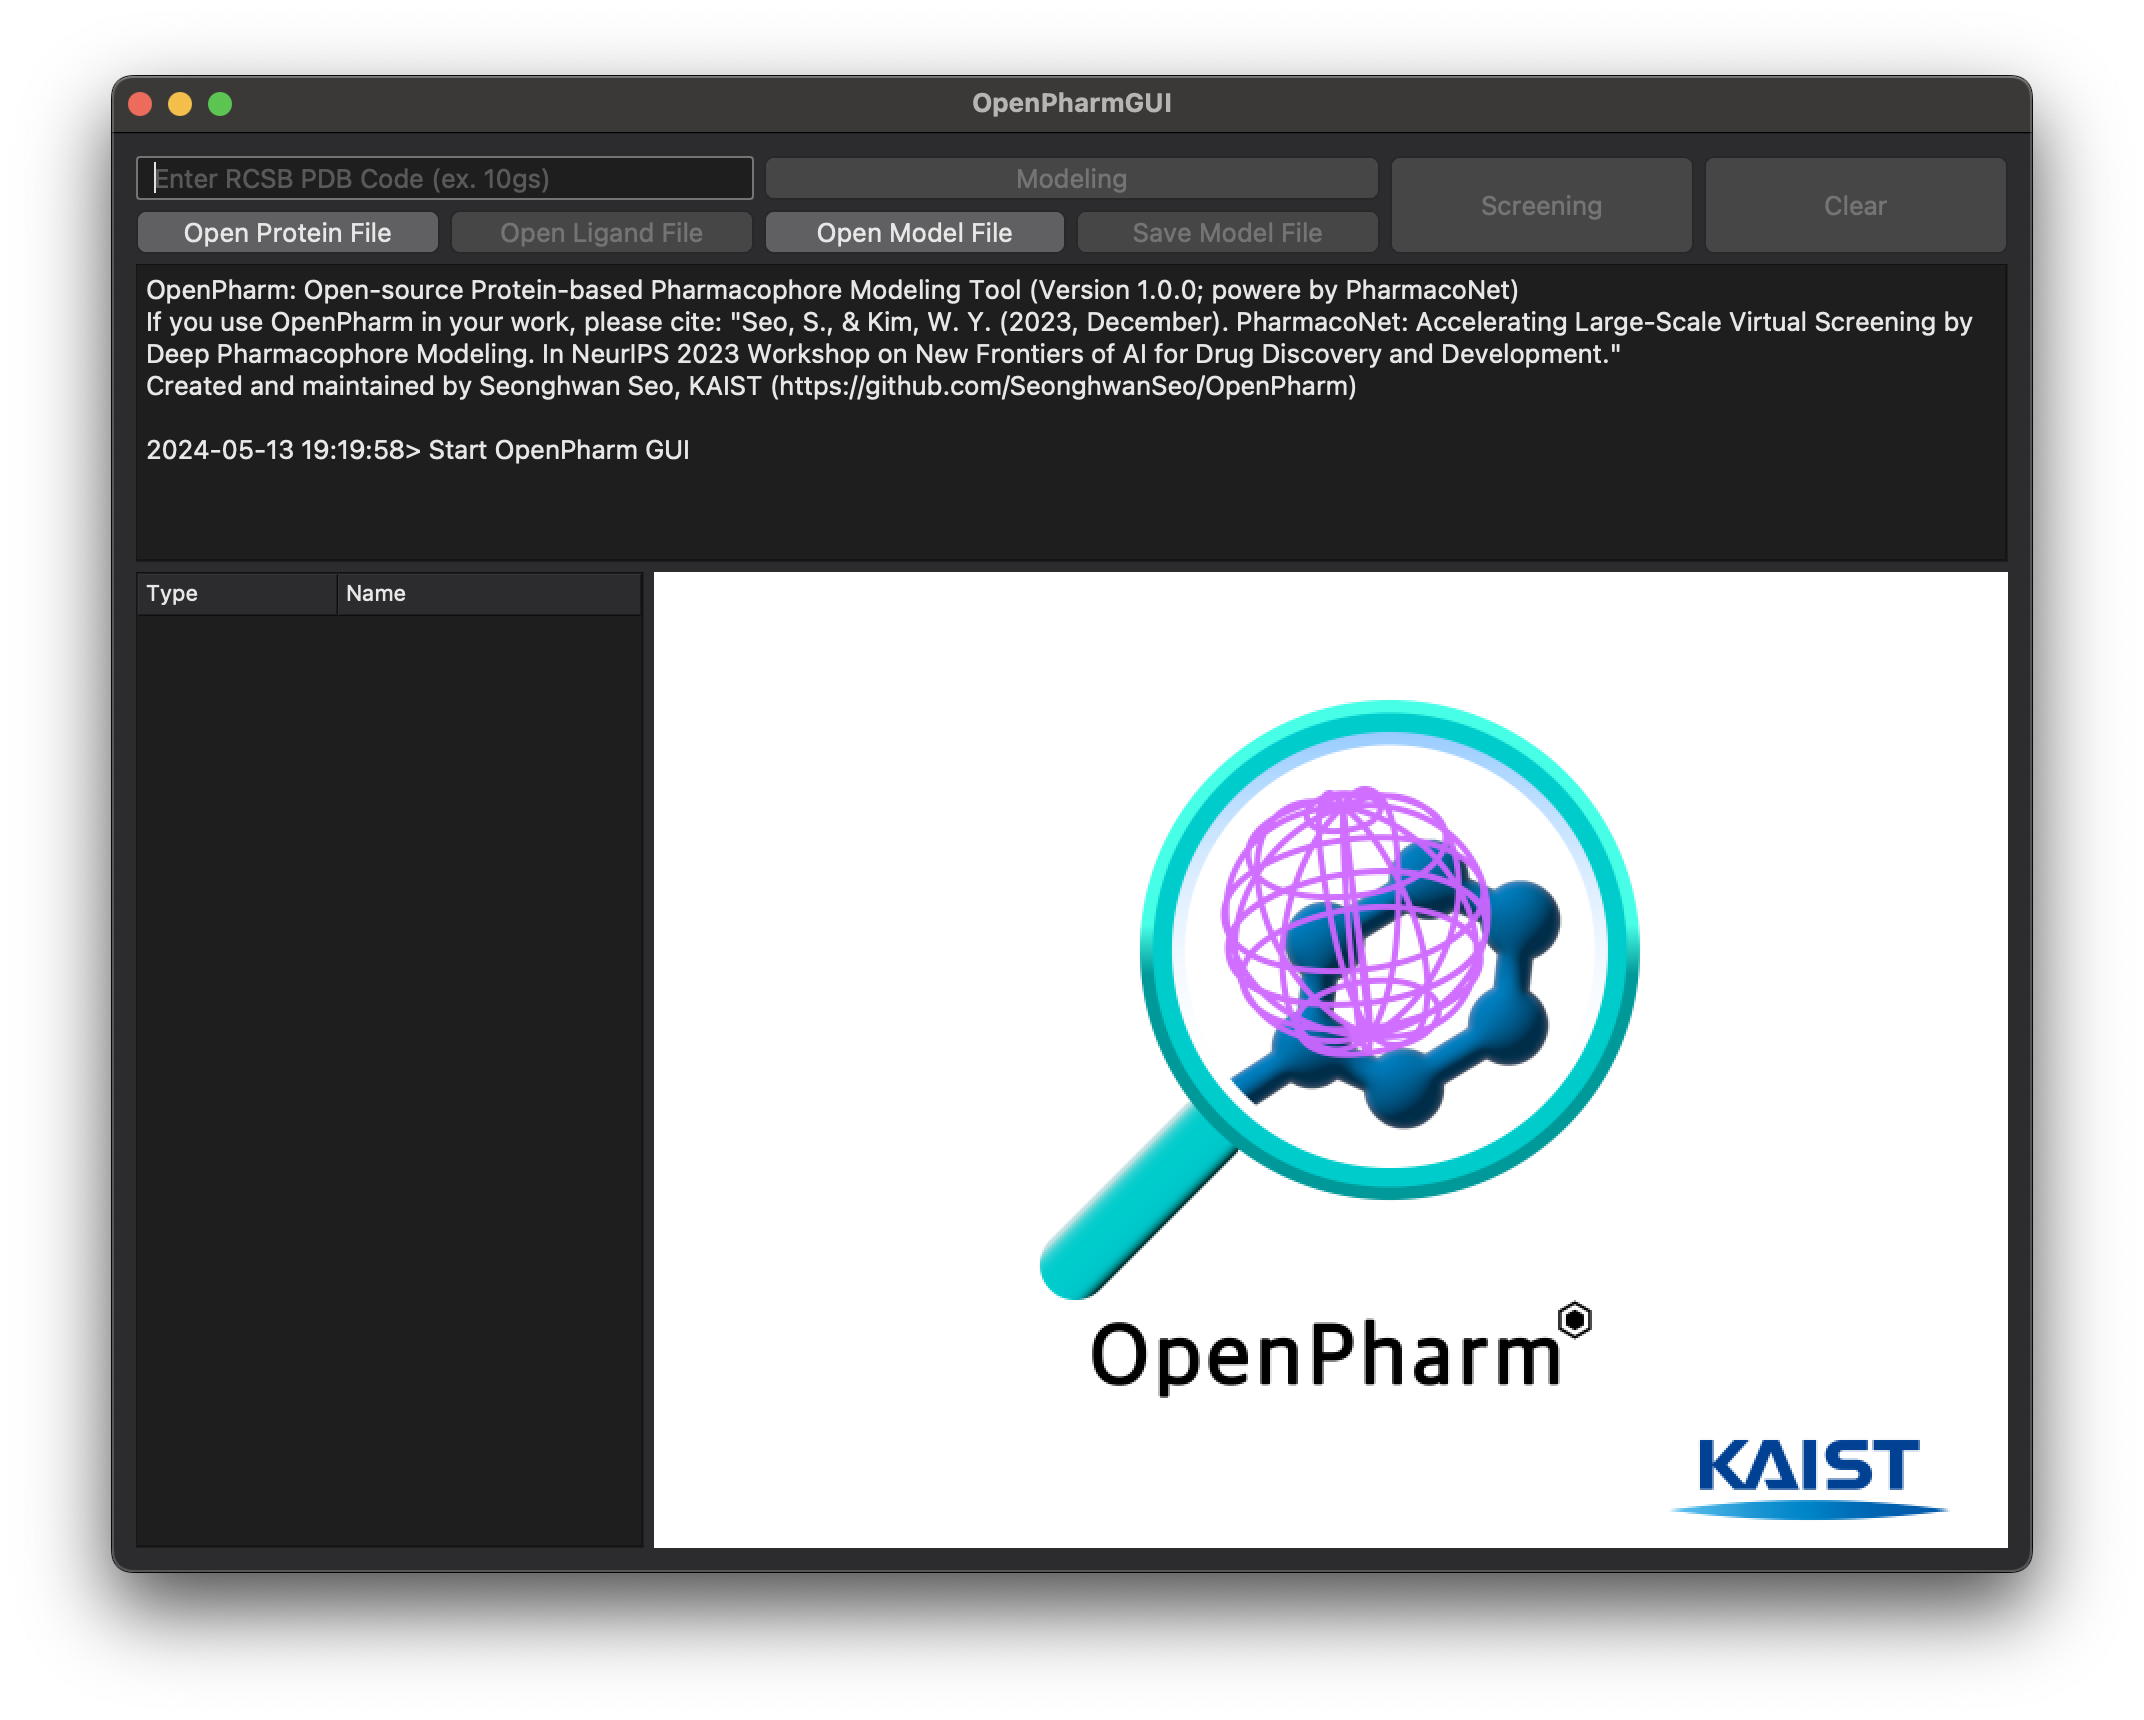 OpenPharmGUI
Enter RCSB PDB Code (ex. 10gs)
Modeling
Screening
Clear
Open Protein File
Open Ligand File
Open Model File
Save Model File
OpenPharm: Open-source Protein-based Pharmacophore Modeling Tool (Version 1.0.0; powere by PharmacoNet)
If you use OpenPharm in your work, please cite: "Seo, S., & Kim, W. Y. (2023, December). PharmacoNet: Accelerating Large-Scale Virtual Screening by
Deep Pharmacophore Modeling. In NeurIPS 2023 Workshop on New Frontiers of AI for Drug Discovery and Development."
Created and maintained by Seonghwan Seo, KAIST (https://github.com/SeonghwanSeo/OpenPharm)
2024-05-13 19:19:58> Start OpenPharm GUI
Type
Name
OpenPharm
KAIST